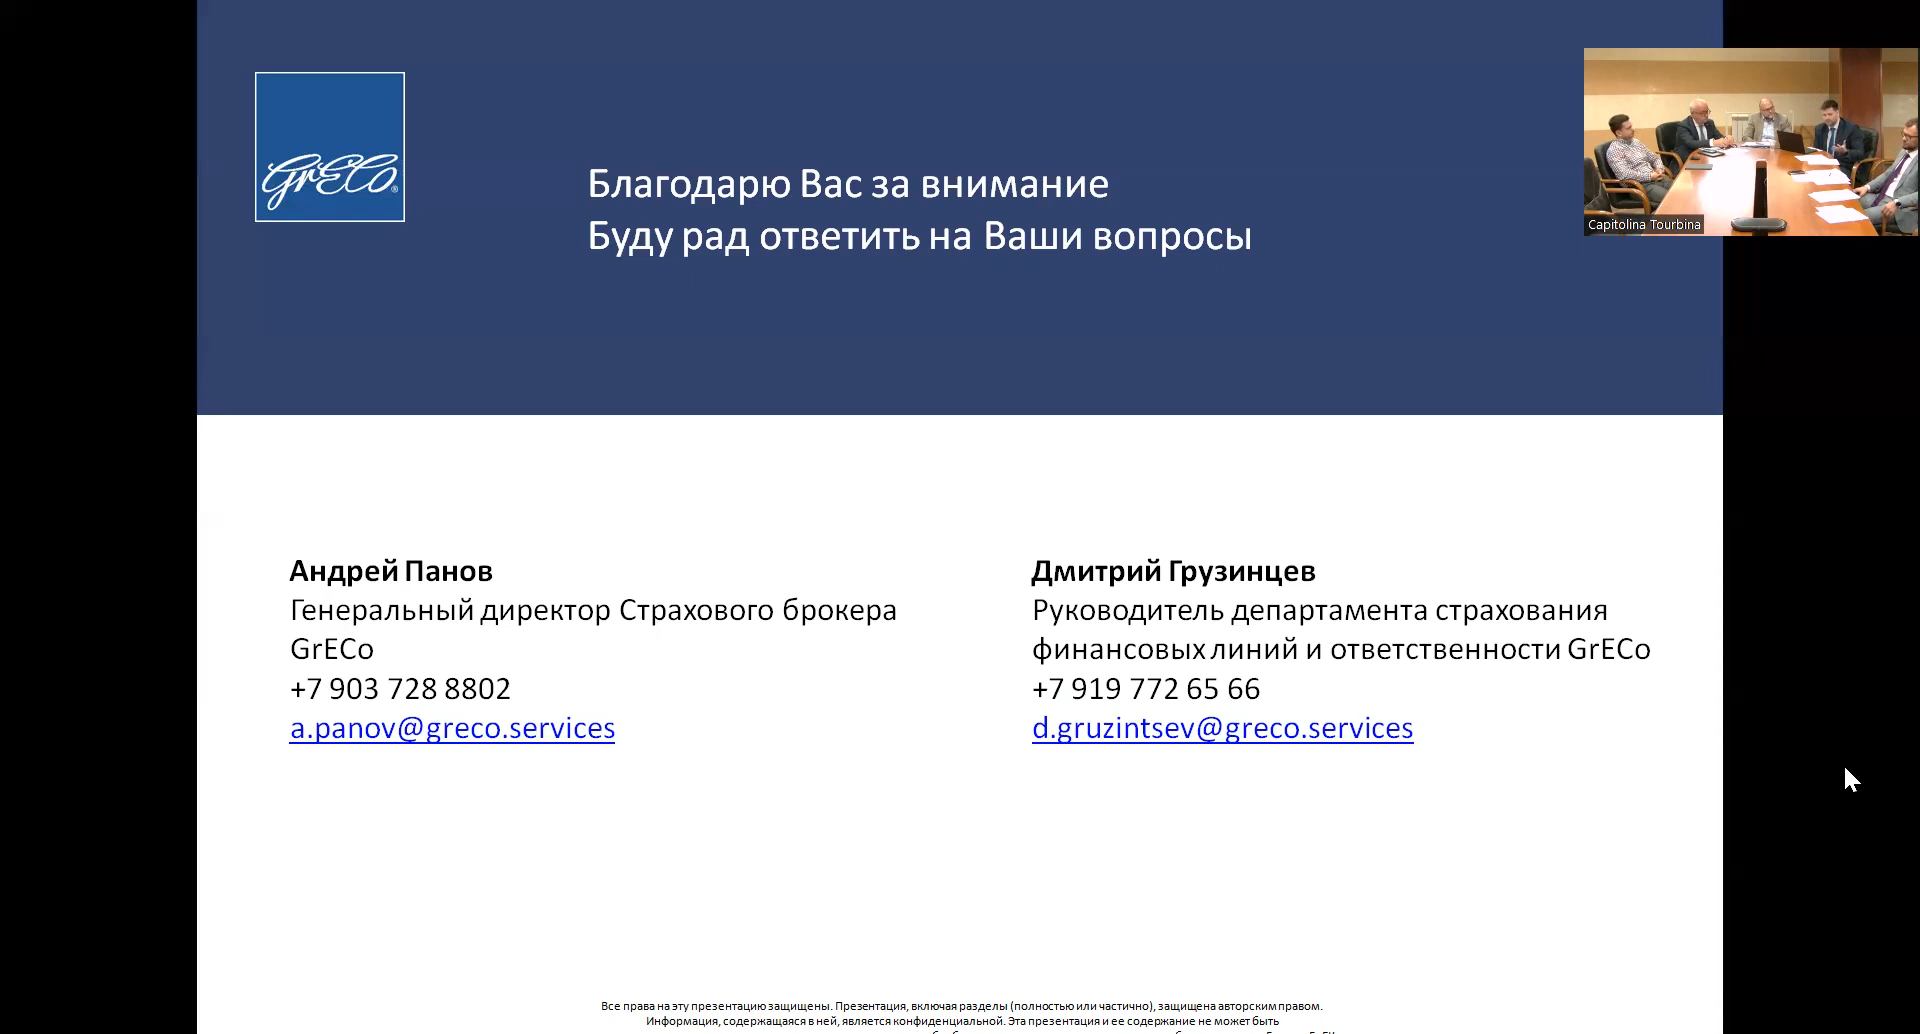 GrECo®
Благодарю Вас за внимание
Буду рад ответить на Ваши вопросы
Capitolina Tourbina
Андрей Панов
Генеральный директор Страхового брокера
GrECo
+7 903 728 8802
a.panov@greco.services
Дмитрий Грузинцев
Руководитель департамента страхования
финансовых линий и ответственности GrECo
+7 919 772 65 66
d.gruzintsev@greco.services
Все права на эту презентацию защищены. Презентация, включая разделы (полностью или частично), защищена авторским правом.
Информация, содержащаяся в ней, является конфиденциальной. Эта презентация и ее содержание не может быть